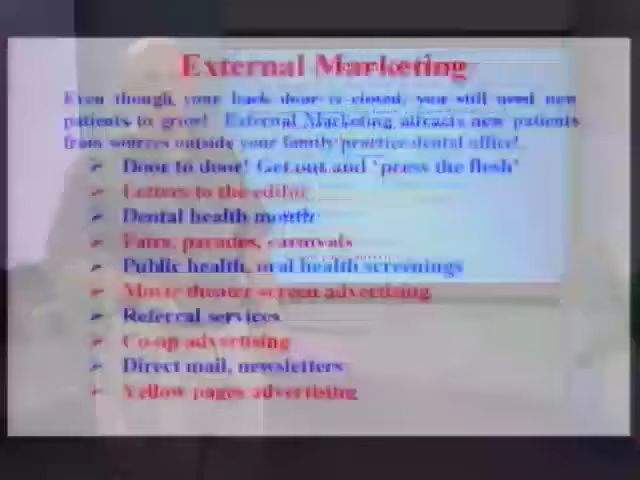 External Marketing
Even though your back door is closed, you still need new
patients to grow! External Marketing attracts new patients
from sources outside your family practice dental office!
Door to door! Get out and 'press the flesh'
Letters to the editor
Dental health month
Fairs, parades, carnivals
Public health, oral health screenings
Movie theater screen advertising
Referral services
Co-op advertising
Direct mail, newsletters
Yellow pages advertising